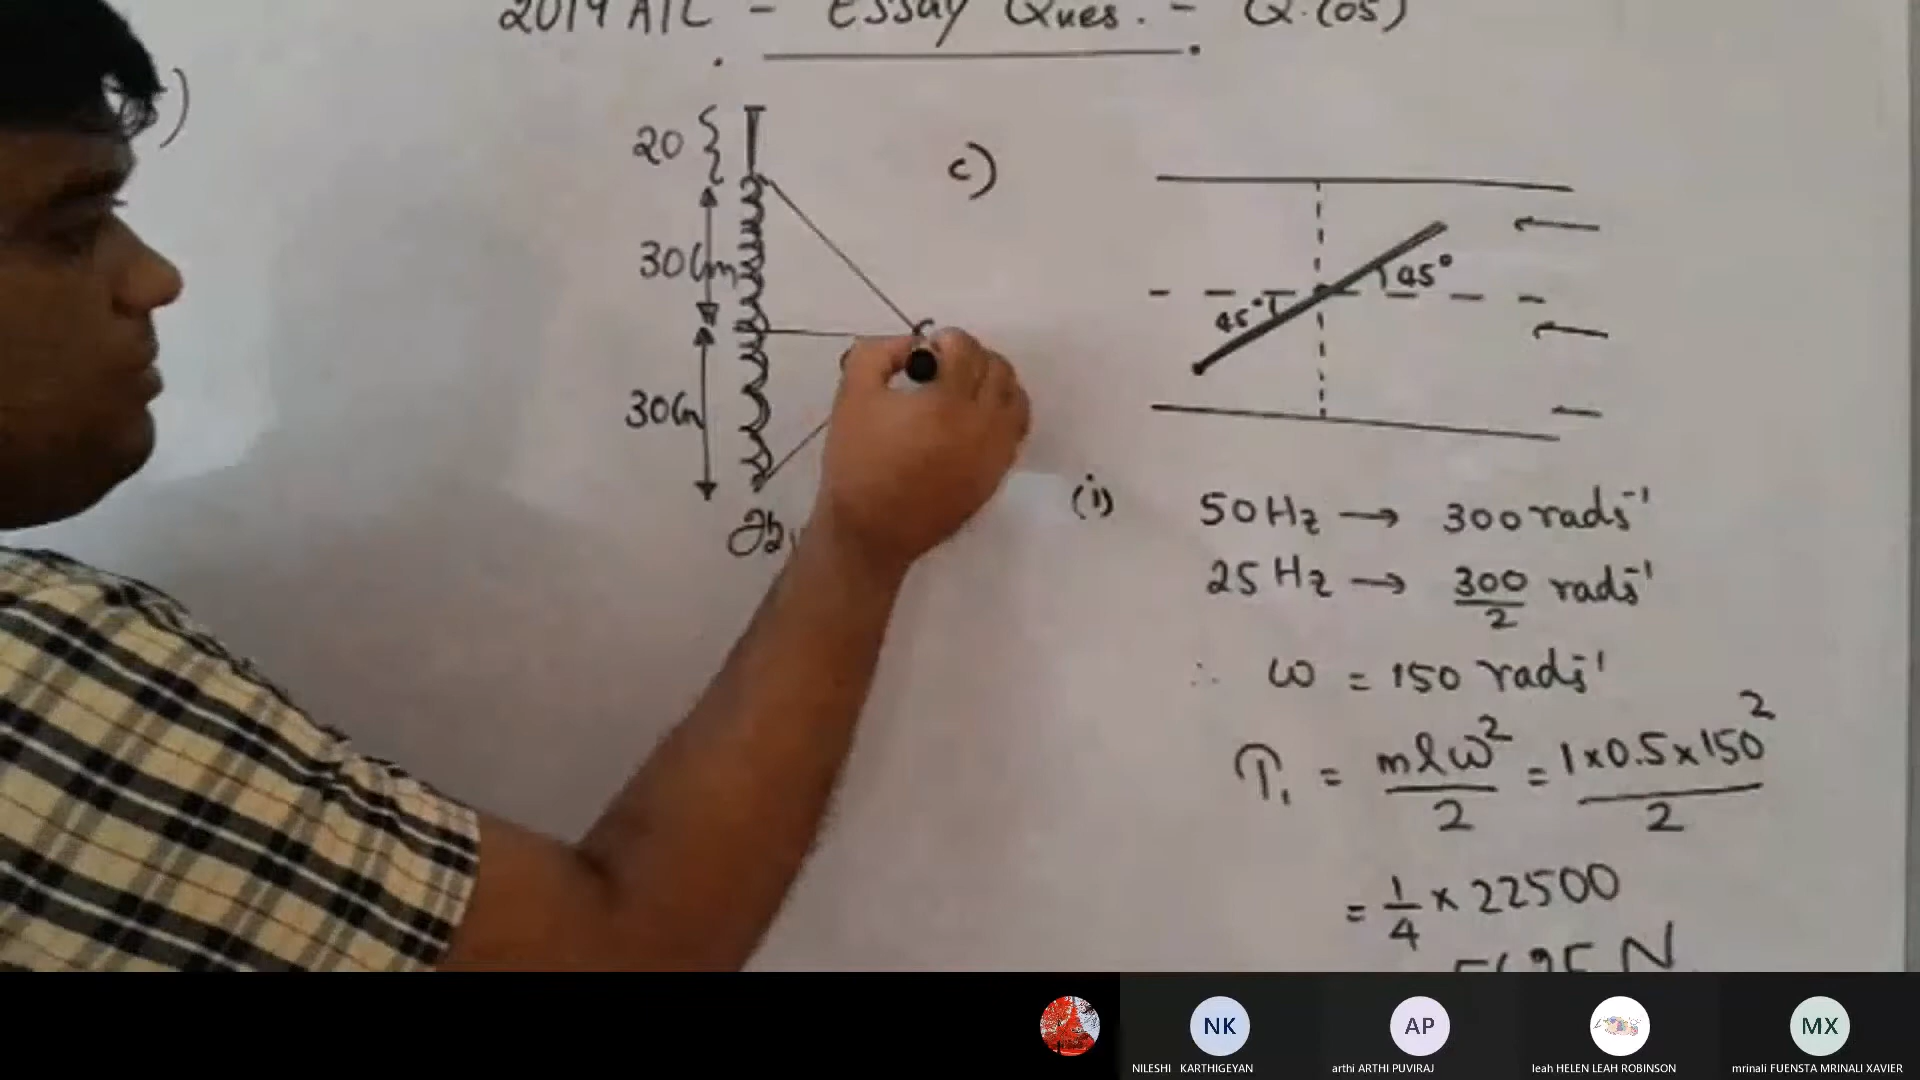 2019 A/L - Essay Ques. - Q.(05)
)
20
30Cm
30Cm
c)
45°
45°
(i)
50Hz → 300 rads⁻¹
25Hz → 300/2 rads⁻¹
∴ ω = 150 rads⁻¹
T₁ = mlω²/2 = 1×0.5×150²/2
= 1/4 × 22500
N
NK
AP
MX
NILESHI KARTHIGEYAN
arthi ARTHI PUVIRAJ
leah HELEN LEAH ROBINSON
mrinali FUENSTA MRINALI XAVIER